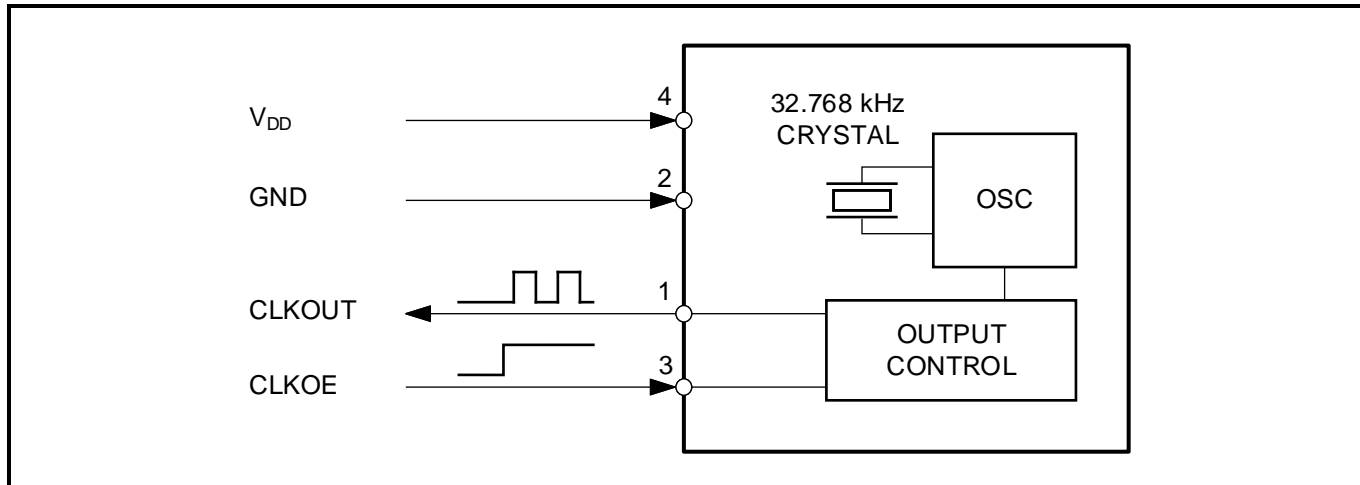 V_DD
4
GND
2
CLKOUT
1
CLKOE
3
32.768 kHz
CRYSTAL
OSC
OUTPUT
CONTROL